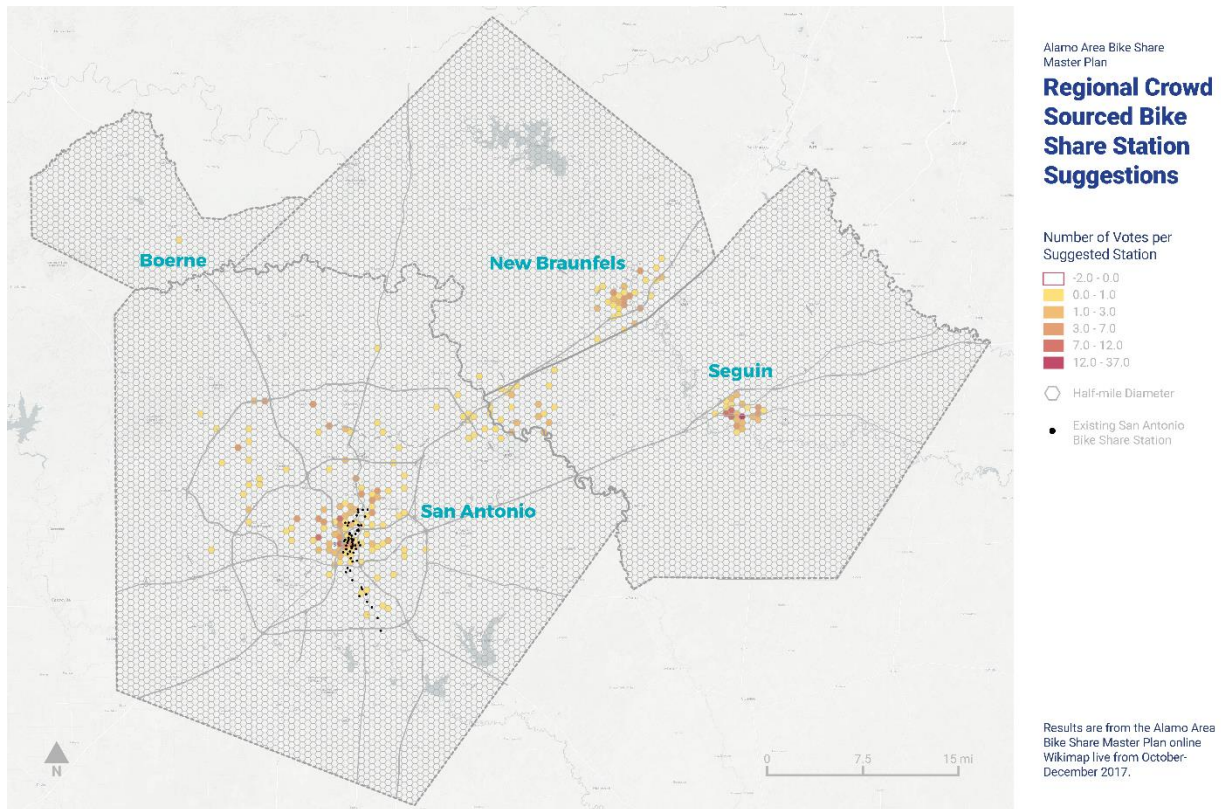 Alamo Area Bike Share
Master Plan
Regional Crowd
Sourced Bike
Share Station
Suggestions
Number of Votes per
Suggested Station
-2.0 - 0.0
0.0 - 1.0
1.0 - 3.0
3.0 - 7.0
7.0 - 12.0
12.0 - 37.0
Half-mile Diameter
Existing San Antonio
Bike Share Station
Boerne
New Braunfels
Seguin
San Antonio
N
0 7.5 15 mi
Results are from the Alamo Area
Bike Share Master Plan online
Wikimap live from October-
December 2017.